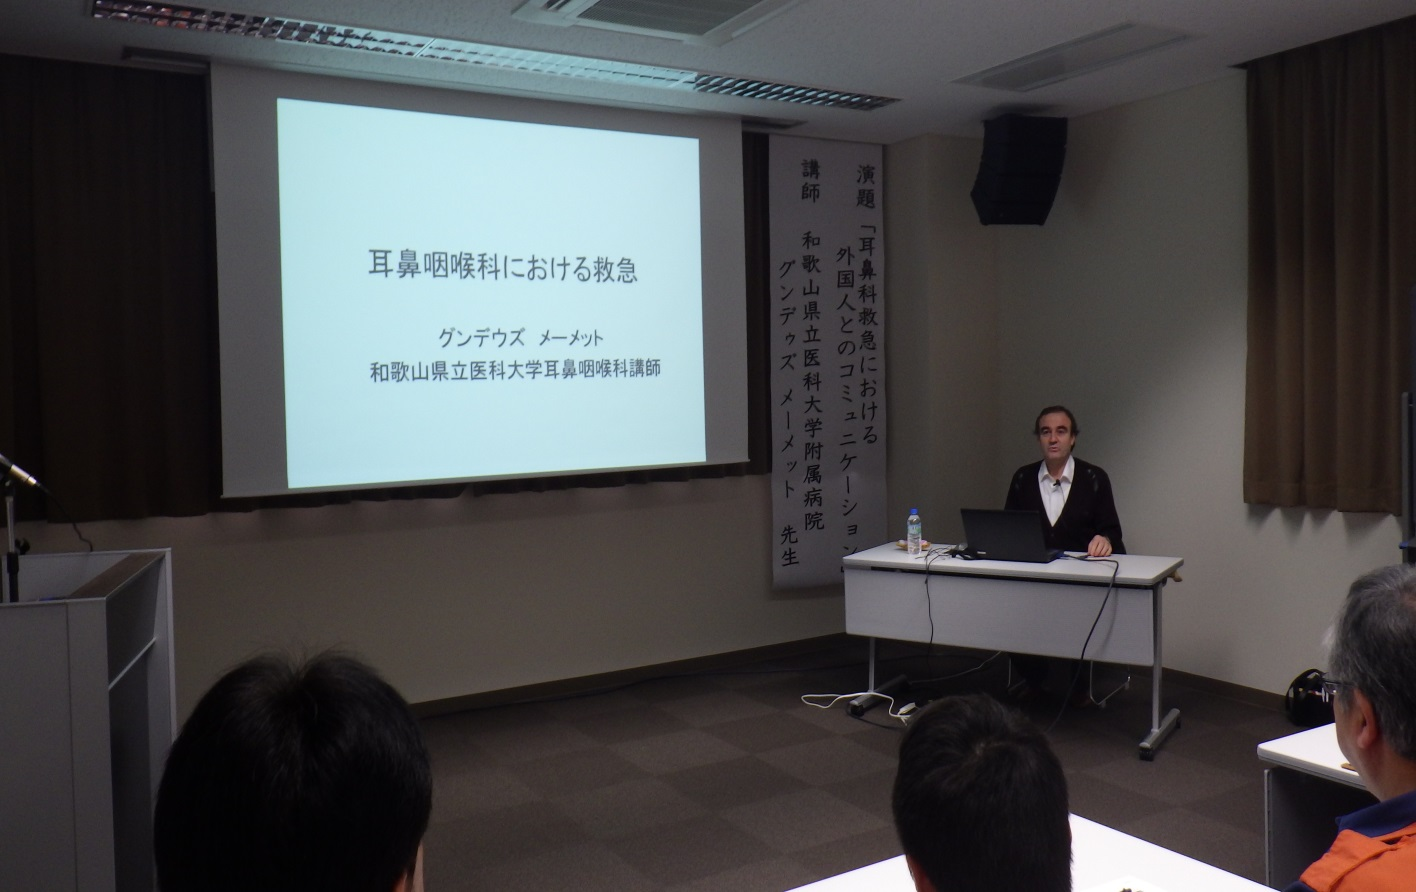 耳鼻咽喉科における救急
グンデウズ　メーメット
和歌山県立医科大学耳鼻咽喉科講師
演題「耳鼻科救急における
外国人とのコミュニケーション」
講師　和歌山県立医科大学附属病院
グンデゥズ　メーメット　先生